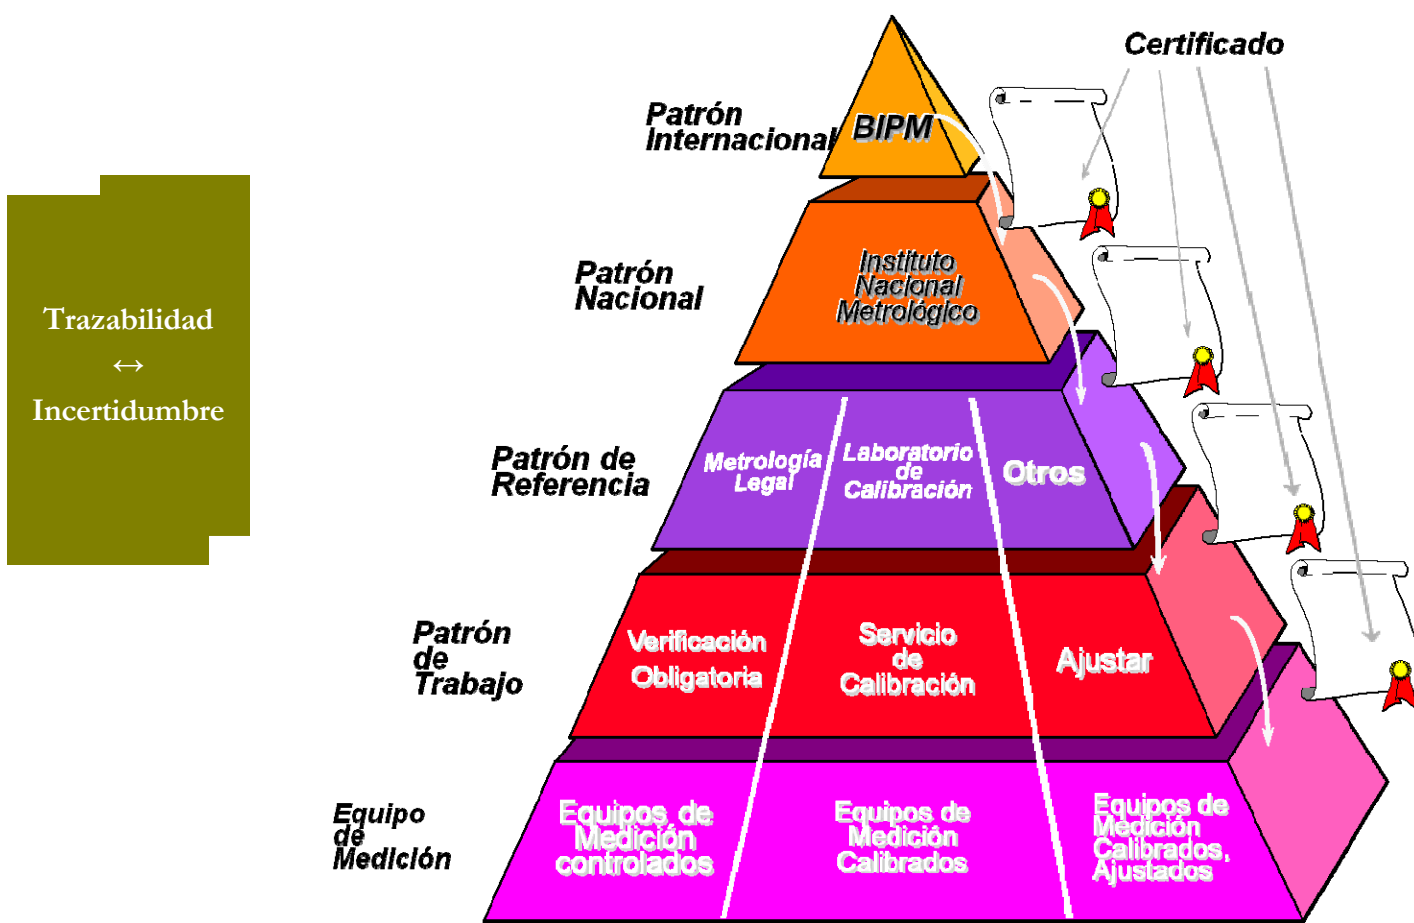 Certificado
Patrón
Internacional
BIPM
Patrón
Nacional
Instituto
Nacional
Metrológico
Trazabilidad
↔
Incertidumbre
Patrón de
Referencia
Metrología
Legal
Laboratorio
de
Calibración
Otros
Patrón
de
Trabajo
Verificación
Obligatoria
Servicio
de
Calibración
Ajustar
Equipo
de
Medición
Equipos de
Medición
controlados
Equipos de
Medición
Calibrados
Equipos de
Medición
Calibrados,
Ajustados